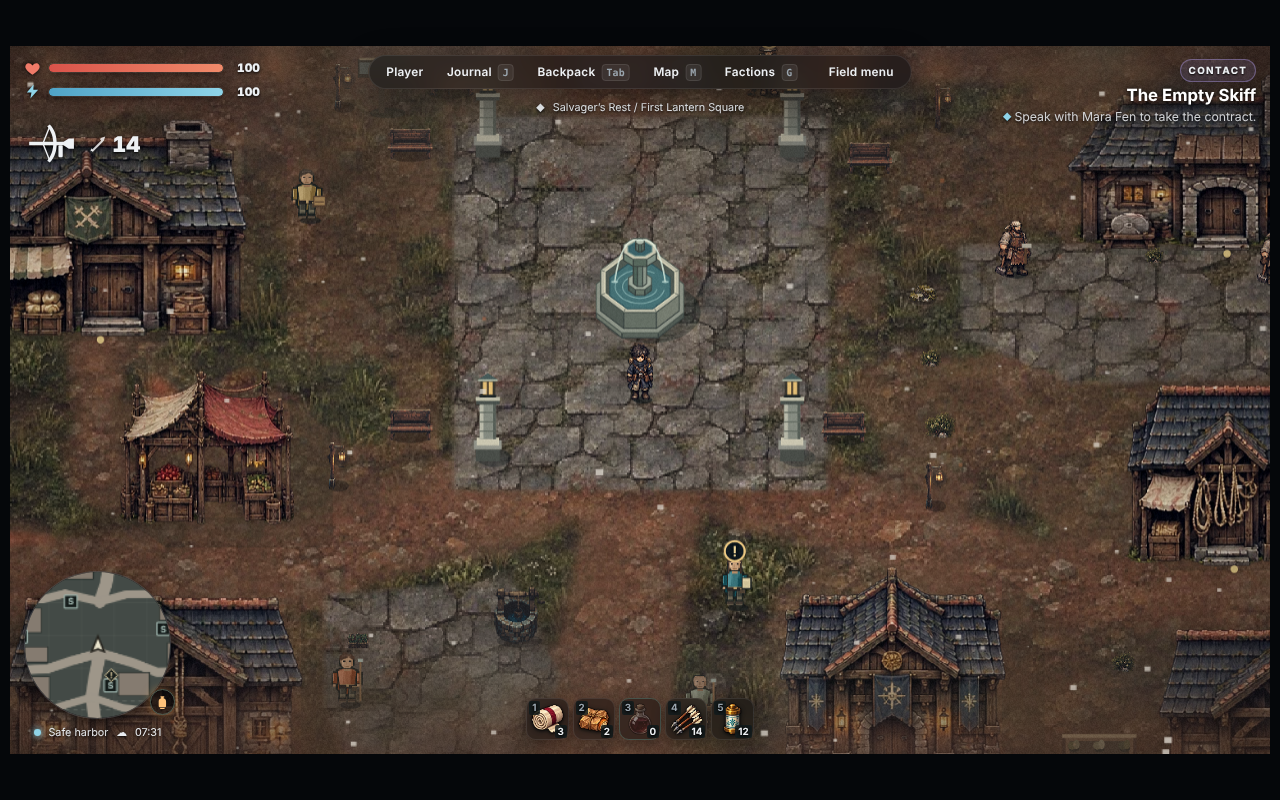 100
100
14
Player Journal J Backpack Tab Map M Factions G Field menu
◆ Salvager's Rest / First Lantern Square
CONTACT
The Empty Skiff
◆ Speak with Mara Fen to take the contract.
!
S
S
S
Safe harbor 07:31
1 3
2 2
3 0
4 14
5 12